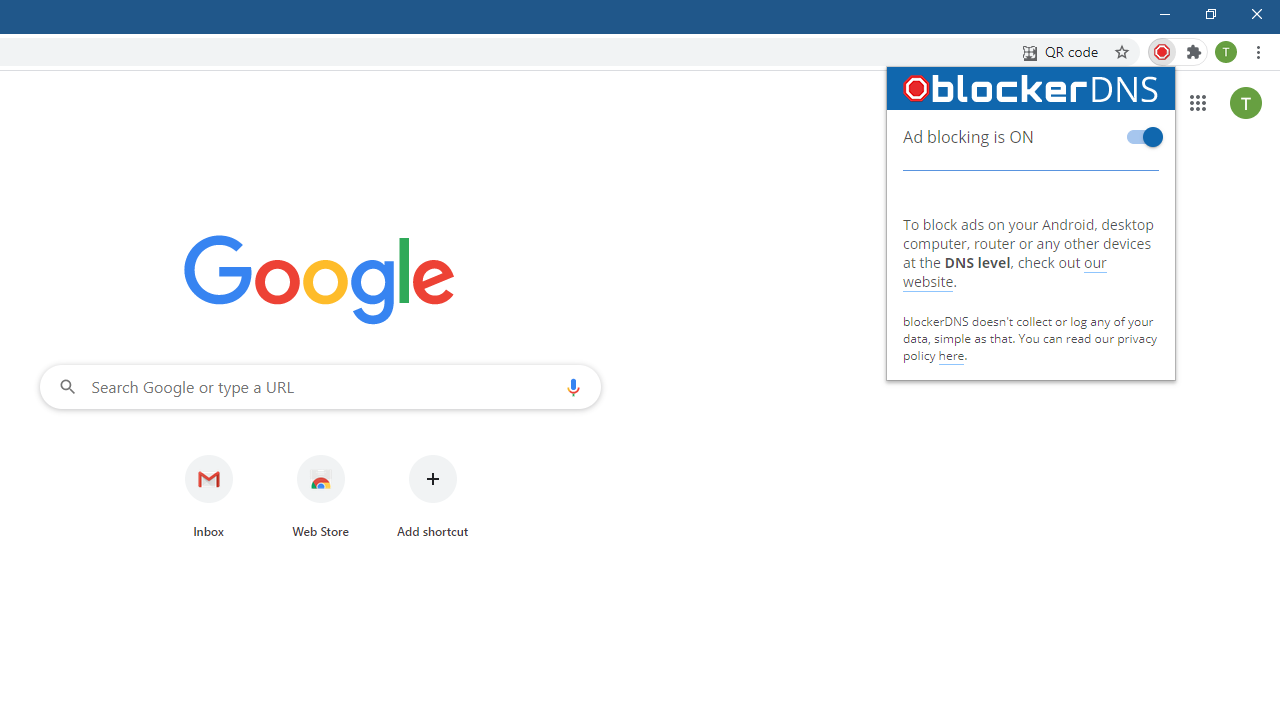 QR code
T
blockerDNS
T
Ad blocking is ON
To block ads on your Android, desktop
computer, router or any other devices
at the DNS level, check out our
website.
blockerDNS doesn't collect or log any of your
data, simple as that. You can read our privacy
policy here.
Google
Search Google or type a URL
Inbox
Web Store
Add shortcut